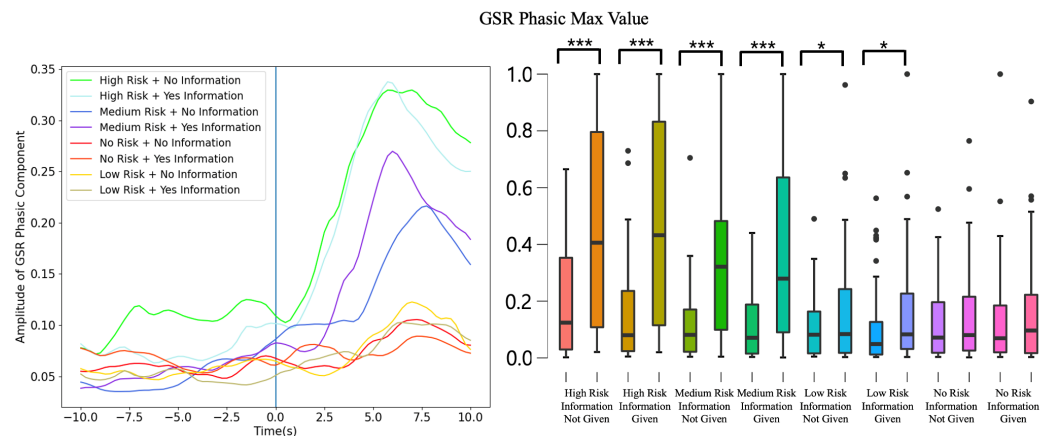 GSR Phasic Max Value
0.35
0.30
0.25
0.20
0.15
0.10
0.05
Amplitude of GSR Phasic Component
High Risk + No Information
High Risk + Yes Information
Medium Risk + No Information
Medium Risk + Yes Information
No Risk + No Information
No Risk + Yes Information
Low Risk + No Information
Low Risk + Yes Information
−10.0 −7.5 −5.0 −2.5 0.0 2.5 5.0 7.5 10.0
Time(s)
*** *** *** *** * *
1.0
0.8
0.6
0.4
0.2
0.0
High Risk
Information
Not Given
High Risk
Information
Given
Medium Risk
Information
Not Given
Medium Risk
Information
Given
Low Risk
Information
Not Given
Low Risk
Information
Given
No Risk
Information
Not Given
No Risk
Information
Given